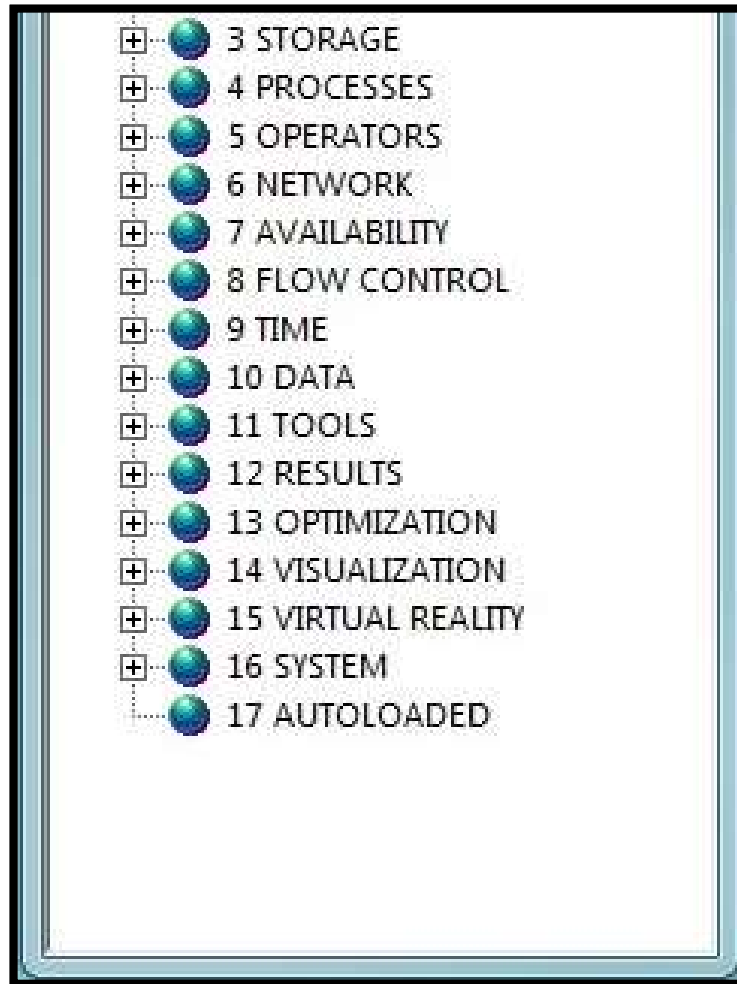 3 STORAGE
4 PROCESSES
5 OPERATORS
6 NETWORK
7 AVAILABILITY
8 FLOW CONTROL
9 TIME
10 DATA
11 TOOLS
12 RESULTS
13 OPTIMIZATION
14 VISUALIZATION
15 VIRTUAL REALITY
16 SYSTEM
17 AUTOLOADED